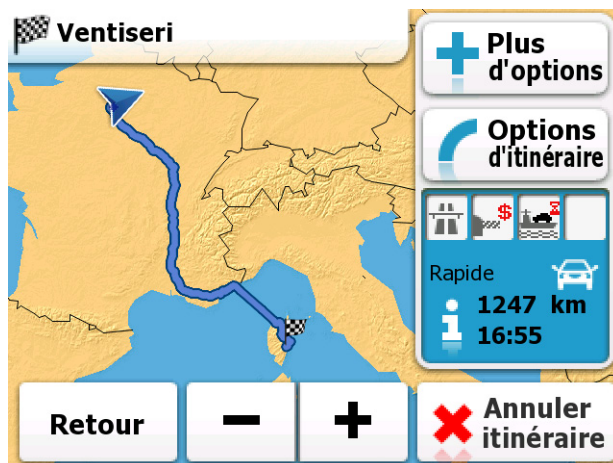 Ventiseri
Plus
d'options
Options
d'itinéraire
$
Rapide
1247 km
16:55
Retour
Annuler
itinéraire